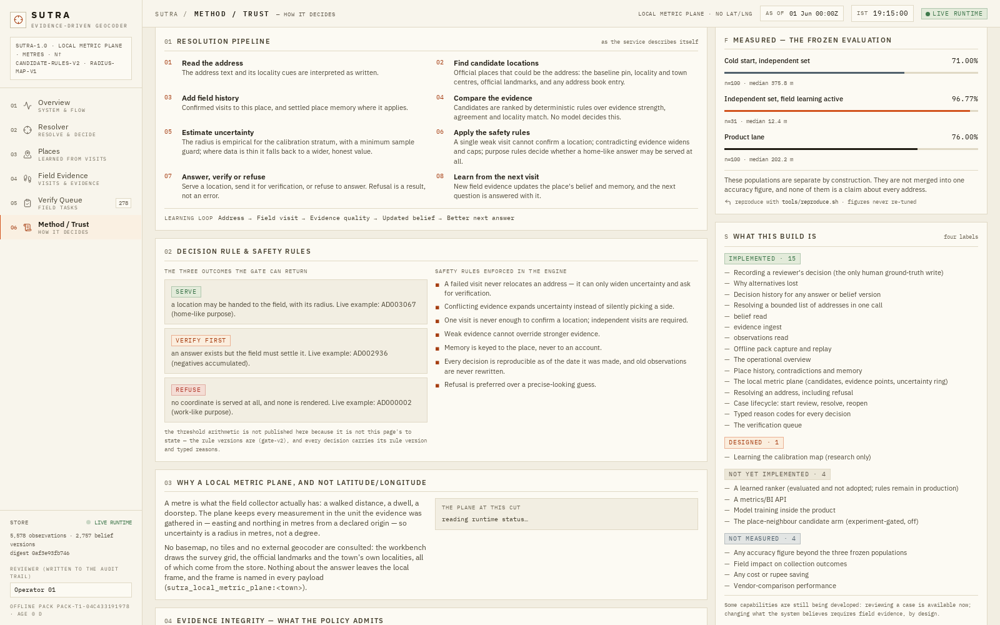 SUTRA
EVIDENCE-DRIVEN GEOCODER
SUTRA-1.0 · LOCAL METRIC PLANE
· METRES · N↑
CANDIDATE-RULES-V2 · RADIUS-
MAP-V1
01 Overview
SYSTEM & FLOW
02 Resolver
RESOLVE & DECIDE
03 Places
LEARNED FROM VISITS
04 Field Evidence
VISITS & EVIDENCE
05 Verify Queue 278
FIELD TASKS
06 Method / Trust
HOW IT DECIDES
STORE LIVE RUNTIME
5,578 observations · 2,757 belief
versions
digest 0af3e93fb746
REVIEWER (WRITTEN TO THE AUDIT
TRAIL)
Operator 01
OFFLINE PACK PACK-T1-04C433191978
· AGE 0 D
SUTRA / METHOD / TRUST — HOW IT DECIDES
LOCAL METRIC PLANE · NO LAT/LNG
AS OF 01 Jun 00:00Z
IST 19:15:00
LIVE RUNTIME
01 RESOLUTION PIPELINE as the service describes itself
01 Read the address
The address text and its locality cues are interpreted as written.
02 Find candidate locations
Official places that could be the address: the baseline pin, locality and town
centres, official landmarks, and any address book entry.
03 Add field history
Confirmed visits to this place, and settled place memory where it applies.
04 Compare the evidence
Candidates are ranked by deterministic rules over evidence strength,
agreement and locality match. No model decides this.
05 Estimate uncertainty
The radius is empirical for the calibration stratum, with a minimum sample
guard; where data is thin it falls back to a wider, honest value.
06 Apply the safety rules
A single weak visit cannot confirm a location; contradicting evidence widens
and caps; purpose rules decide whether a home-like answer may be served at
all.
07 Answer, verify or refuse
Serve a location, send it for verification, or refuse to answer. Refusal is a result,
not an error.
08 Learn from the next visit
New field evidence updates the place's belief and memory, and the next
question is answered with it.
LEARNING LOOP Address → Field visit → Evidence quality → Updated belief → Better next answer
02 DECISION RULE & SAFETY RULES
THE THREE OUTCOMES THE GATE CAN RETURN
SERVE
a location may be handed to the field, with its radius. Live example: AD003067
(home-like purpose).
VERIFY FIRST
an answer exists but the field must settle it. Live example: AD002936
(negatives accumulated).
REFUSE
no coordinate is served at all, and none is rendered. Live example: AD000002
(work-like purpose).
the threshold arithmetic is not published here because it is not this page's to
state — the rule versions are (gate-v2), and every decision carries its rule version
and typed reasons.
SAFETY RULES ENFORCED IN THE ENGINE
A failed visit never relocates an address — it can only widen uncertainty and ask
for verification.
Conflicting evidence expands uncertainty instead of silently picking a side.
One visit is never enough to confirm a location; independent visits are required.
Weak evidence cannot override stronger evidence.
Memory is keyed to the place, never to an account.
Every decision is reproducible as of the date it was made, and old observations
are never rewritten.
Refusal is preferred over a precise-looking guess.
03 WHY A LOCAL METRIC PLANE, AND NOT LATITUDE/LONGITUDE
A metre is what the field collector actually has: a walked distance, a dwell, a
doorstep. The plane keeps every measurement in the unit the evidence was
gathered in — easting and northing in metres from a declared origin — so
uncertainty is a radius in metres, not a degree.
No basemap, no tiles and no external geocoder are consulted: the workbench
draws the survey grid, the official landmarks and the town's own localities, all
of which come from the store. Nothing about the answer leaves the local
frame, and the frame is named in every payload
(sutra_local_metric_plane:<town>).
THE PLANE AT THIS CUT
reading runtime status…
04 EVIDENCE INTEGRITY — WHAT THE POLICY ADMITS
F MEASURED — THE FROZEN EVALUATION
Cold start, independent set 71.00%
n=100 · median 375.8 m
Independent set, field learning active 96.77%
n=31 · median 12.4 m
Product lane 76.00%
n=100 · median 202.2 m
These populations are separate by construction. They are not merged into one
accuracy figure, and none of them is a claim about every address.
reproduce with tools/reproduce.sh · figures never re-tuned
S WHAT THIS BUILD IS four labels
IMPLEMENTED · 15
— Recording a reviewer's decision (the only human ground-truth write)
— Why alternatives lost
— Decision history for any answer or belief version
— Resolving a bounded list of addresses in one call
— belief read
— evidence ingest
— observations read
— Offline pack capture and replay
— The operational overview
— Place history, contradictions and memory
— The local metric plane (candidates, evidence points, uncertainty ring)
— Resolving an address, including refusal
— Case lifecycle: start review, resolve, reopen
— Typed reason codes for every decision
— The verification queue
DESIGNED · 1
— Learning the calibration map (research only)
NOT YET IMPLEMENTED · 4
— A learned ranker (evaluated and not adopted; rules remain in production)
— A metrics/BI API
— Model training inside the product
— The place-neighbour candidate arm (experiment-gated, off)
NOT MEASURED · 4
— Any accuracy figure beyond the three frozen populations
— Field impact on collection outcomes
— Any cost or rupee saving
— Vendor-comparison performance
Some capabilities are still being developed: reviewing a case is available now;
changing what the system believes requires field evidence, by design.